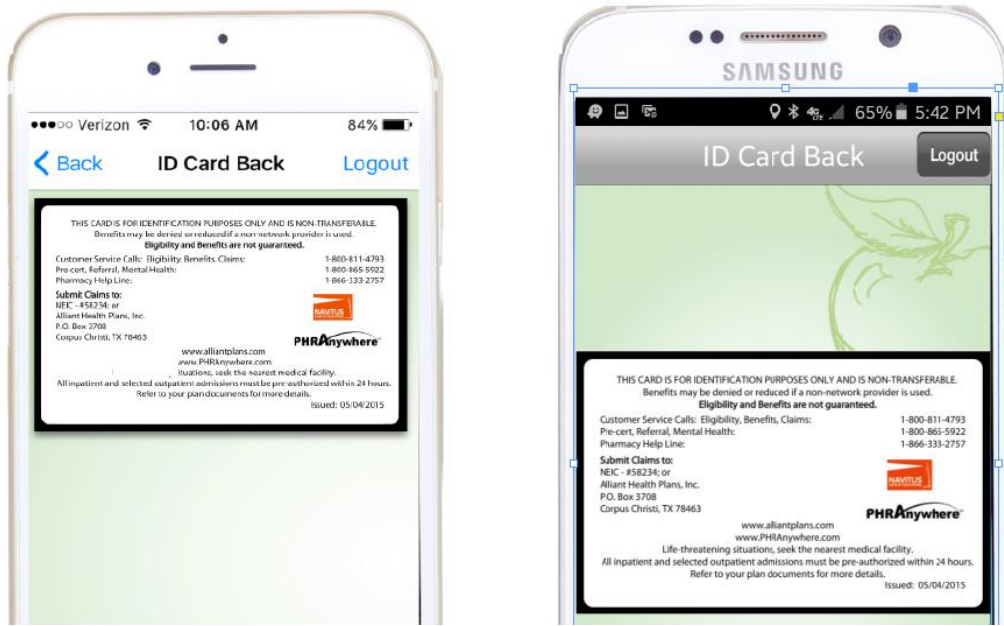 Verizon 10:06 AM 84%
Back ID Card Back Logout
THIS CARD IS FOR IDENTIFICATION PURPOSES ONLY AND IS NON-TRANSFERABLE.
Benefits may be denied or reduced if a non-network provider is used.
Eligibility and Benefits are not guaranteed.
Customer Service Calls: Eligibility, Benefits, Claims: 1-800-811-4793
Pre-cert, Referral, Mental Health: 1-800-865-5922
Pharmacy Help Line: 1-866-333-2757
Submit Claims to:
NEIC - #58234; or
Alliant Health Plans, Inc.
P.O. Box 3708
Corpus Christi, TX 78463
NAVITUS
PHRAnywhere
www.alliantplans.com
www.PHRAnywhere.com
ituations, seek the nearest medical facility.
All inpatient and selected outpatient admissions must be pre-authorized within 24 hours.
Refer to your plan documents for more details.
Issued: 05/04/2015
SAMSUNG
4G LTE 65% 5:42 PM
ID Card Back Logout
THIS CARD IS FOR IDENTIFICATION PURPOSES ONLY AND IS NON-TRANSFERABLE.
Benefits may be denied or reduced if a non-network provider is used.
Eligibility and Benefits are not guaranteed.
Customer Service Calls: Eligibility, Benefits, Claims: 1-800-811-4793
Pre-cert, Referral, Mental Health: 1-800-865-5922
Pharmacy Help Line: 1-866-333-2757
Submit Claims to:
NEIC - #58234; or
Alliant Health Plans, Inc.
P.O. Box 3708
Corpus Christi, TX 78463
NAVITUS
PHRAnywhere
www.alliantplans.com
www.PHRAnywhere.com
Life-threatening situations, seek the nearest medical facility.
All inpatient and selected outpatient admissions must be pre-authorized within 24 hours.
Refer to your plan documents for more details.
Issued: 05/04/2015